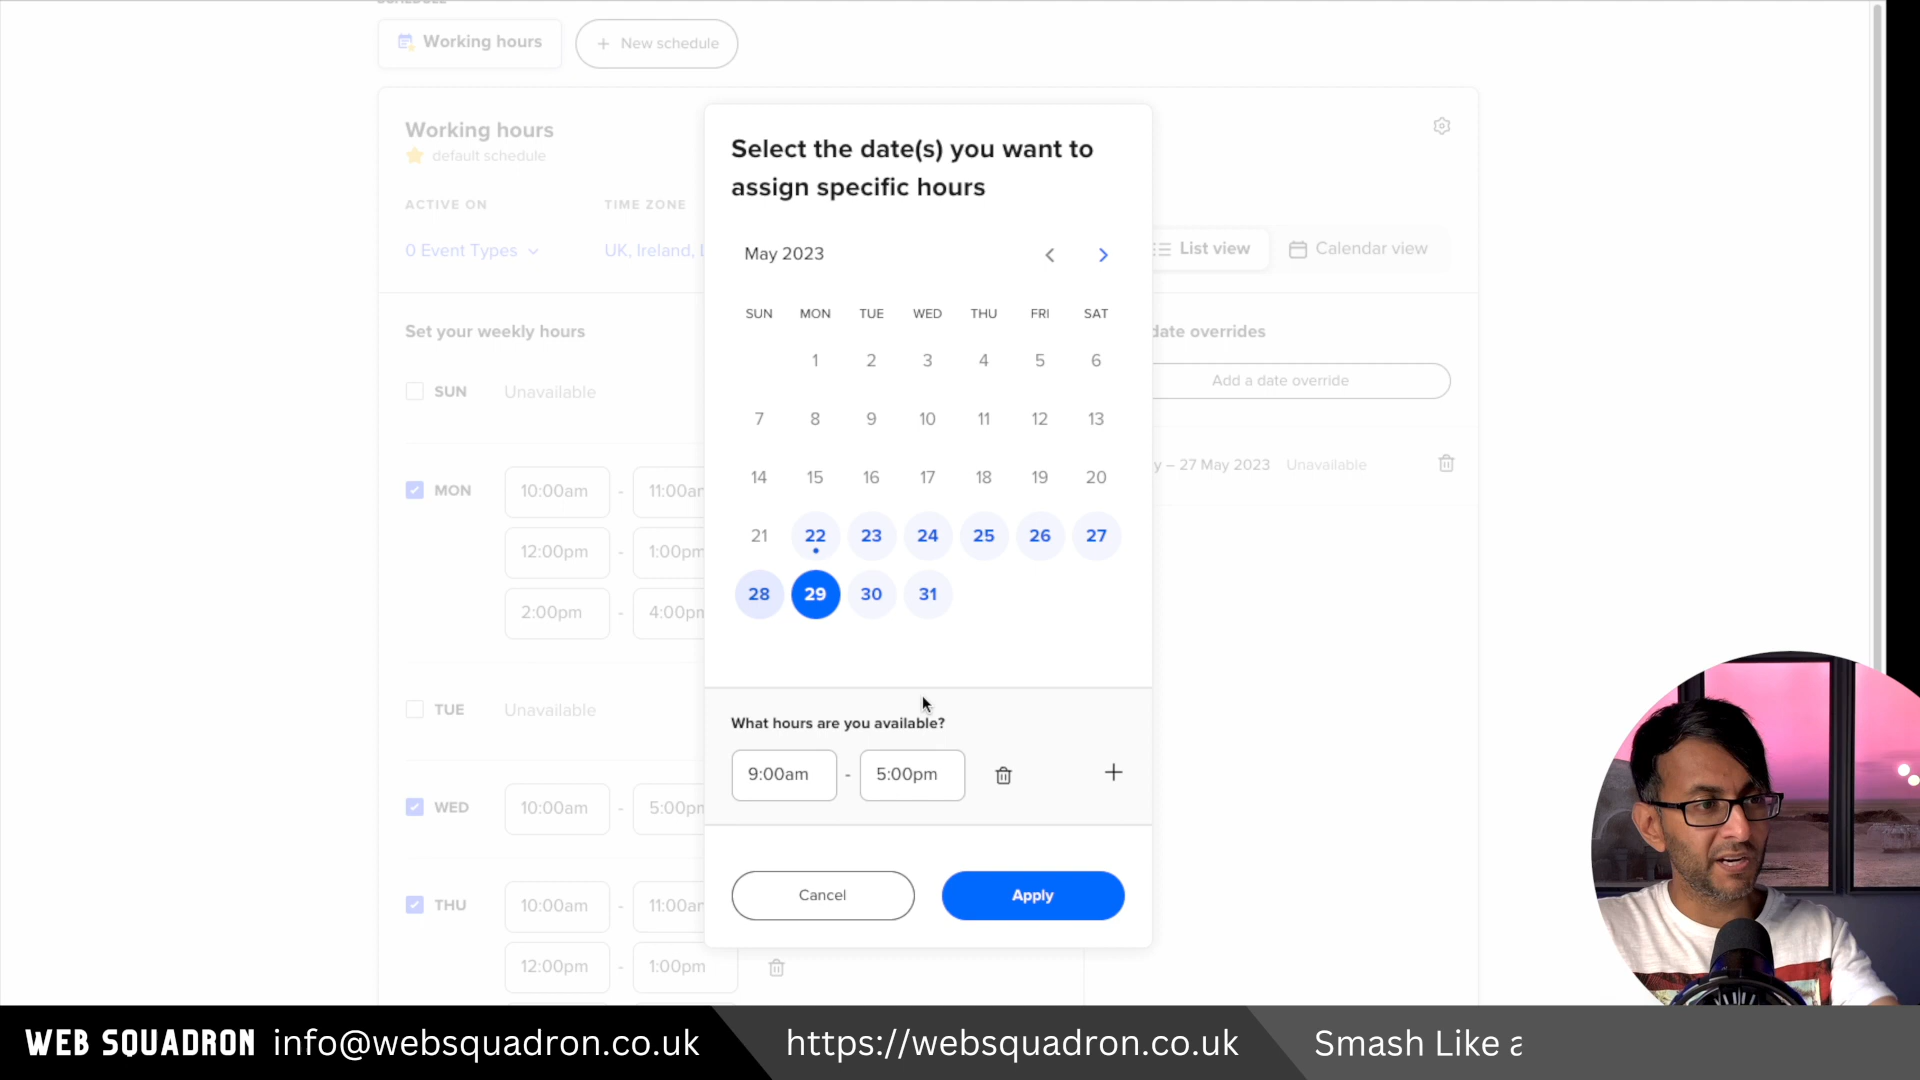 Working hours
+ New schedule
Working hours
default schedule
ACTIVE ON
TIME ZONE
0 Event Types
UK, Ireland,
List view
Calendar view
Set your weekly hours
date overrides
Add a date override
SUN Unavailable
– 27 May 2023 Unavailable
MON 10:00am - 11:00am
12:00pm - 1:00pm
2:00pm - 4:00pm
TUE Unavailable
WED 10:00am - 5:00pm
THU 10:00am - 11:00am
12:00pm - 1:00pm
Select the date(s) you want to
assign specific hours
May 2023
SUN MON TUE WED THU FRI SAT
1 2 3 4 5 6
7 8 9 10 11 12 13
14 15 16 17 18 19 20
21 22 23 24 25 26 27
28 29 30 31
What hours are you available?
9:00am - 5:00pm
Cancel
Apply
WEB SQUADRON info@websquadron.co.uk https://websquadron.co.uk Smash Like a